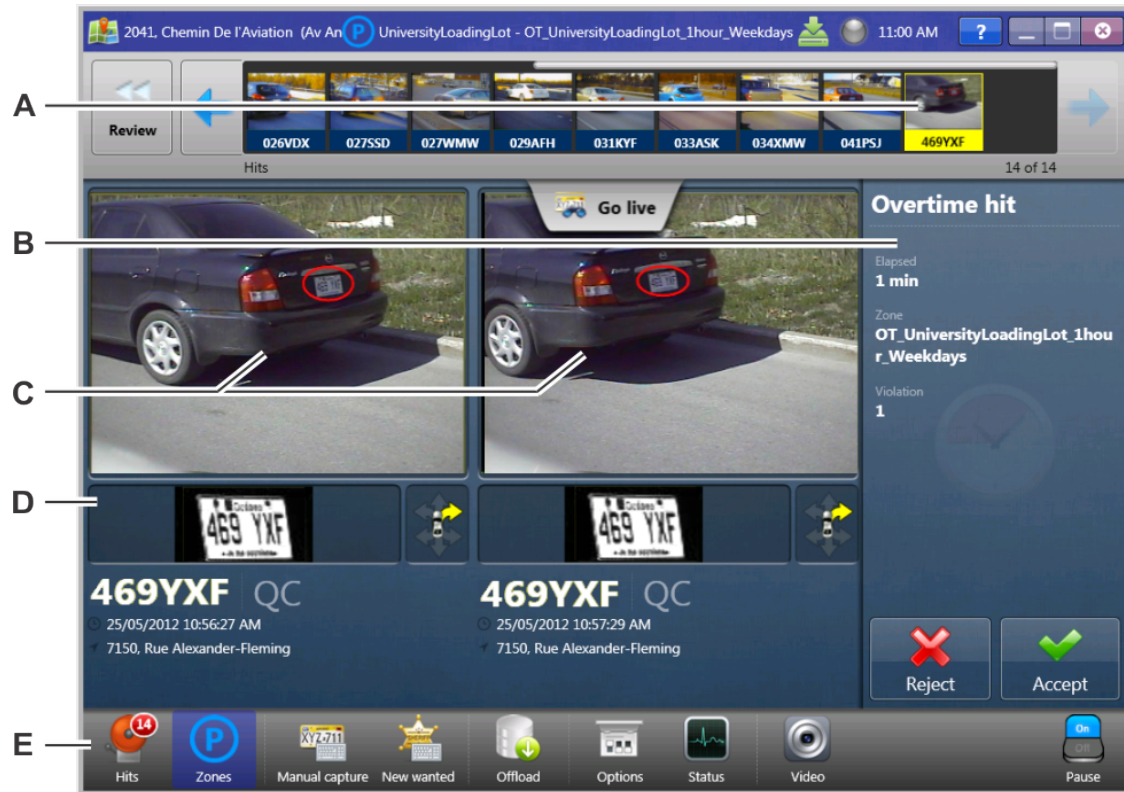 A
B
C
D
E
2041, Chemin De l'Aviation (Av An
P
UniversityLoadingLot - OT_UniversityLoadingLot_1hour_Weekdays
11:00 AM
?
Review
026VDX
027SSD
027WMW
029AFH
031KYF
033ASK
034XMW
041PSJ
469YXF
Hits
14 of 14
Go live
Overtime hit
Elapsed
1 min
Zone
OT_UniversityLoadingLot_1hou
r_Weekdays
Violation
1
469 YXF
469 YXF
469YXF QC
25/05/2012 10:56:27 AM
7150, Rue Alexander-Fleming
469YXF QC
25/05/2012 10:57:29 AM
7150, Rue Alexander-Fleming
Reject
Accept
14
Hits
P
Zones
XYZ-711
Manual capture
New wanted
Offload
Options
Status
Video
On
Off
Pause